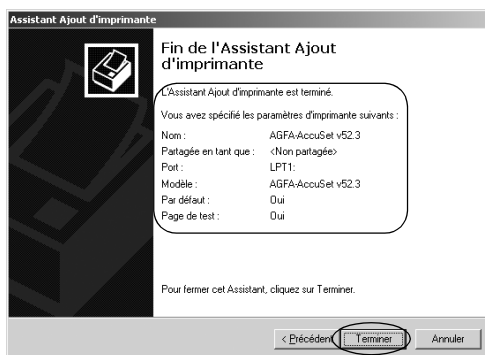 Assistant Ajout d'imprimante
Fin de l'Assistant Ajout
d'imprimante
L'Assistant Ajout d'imprimante est terminé.
Vous avez spécifié les paramètres d'imprimante suivants :
Nom : AGFA-AccuSet v52.3
Partagée en tant que : <Non partagée>
Port : LPT1:
Modèle : AGFA-AccuSet v52.3
Par défaut : Oui
Page de test : Oui
Pour fermer cet Assistant, cliquez sur Terminer.
< Précédent Terminer Annuler